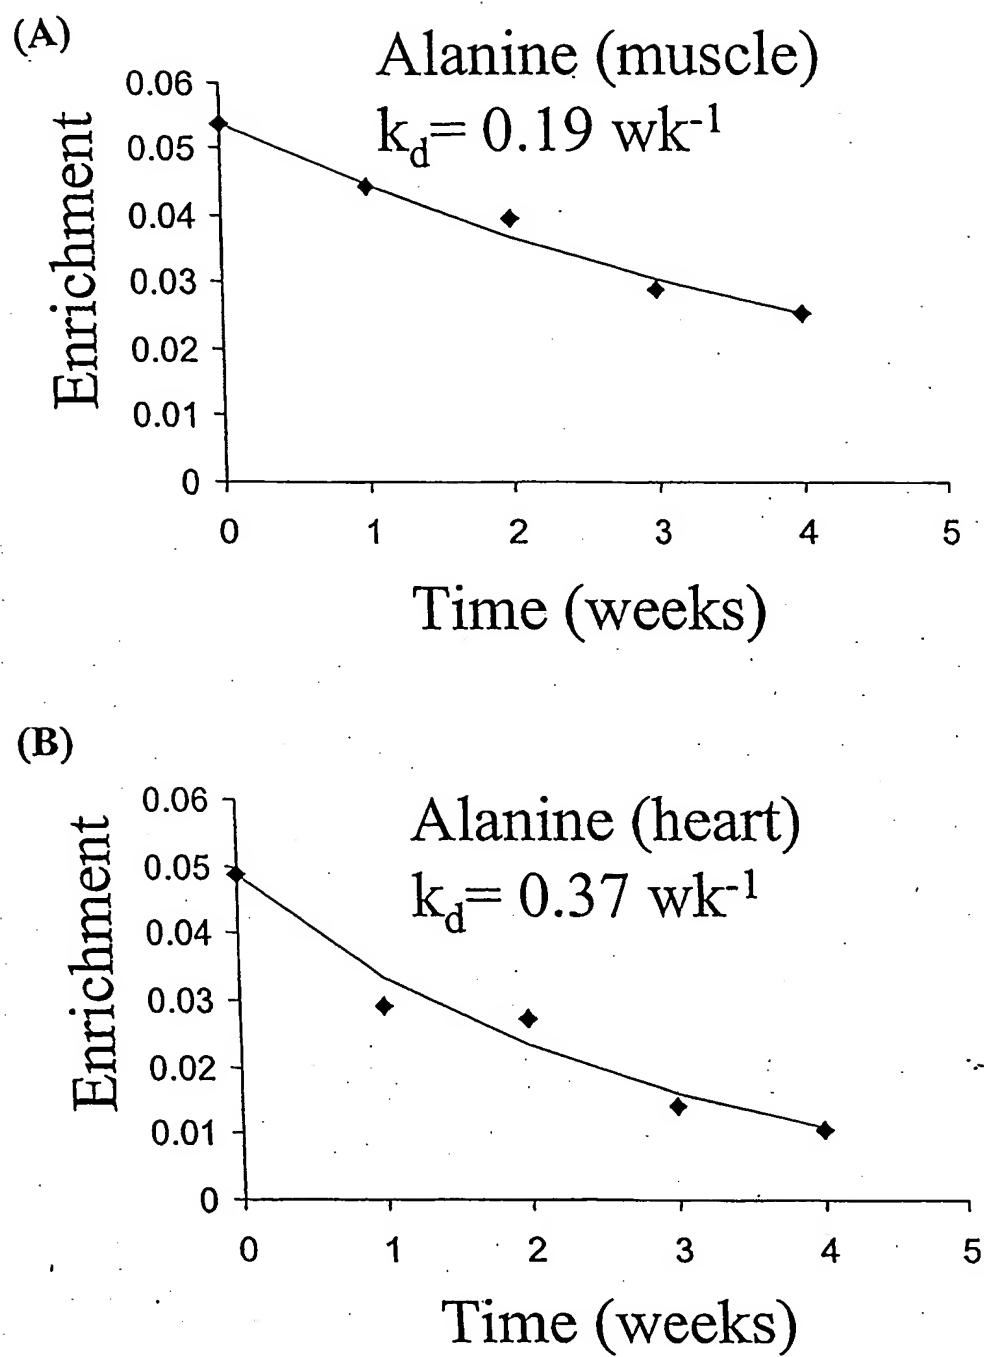 (A)
Alanine (muscle)
k_d= 0.19 wk⁻¹
Enrichment
0.06
0.05
0.04
0.03
0.02
0.01
0
0 1 2 3 4 5
Time (weeks)
(B)
Alanine (heart)
k_d= 0.37 wk⁻¹
Enrichment
0.06
0.05
0.04
0.03
0.02
0.01
0
0 1 2 3 4 5
Time (weeks)